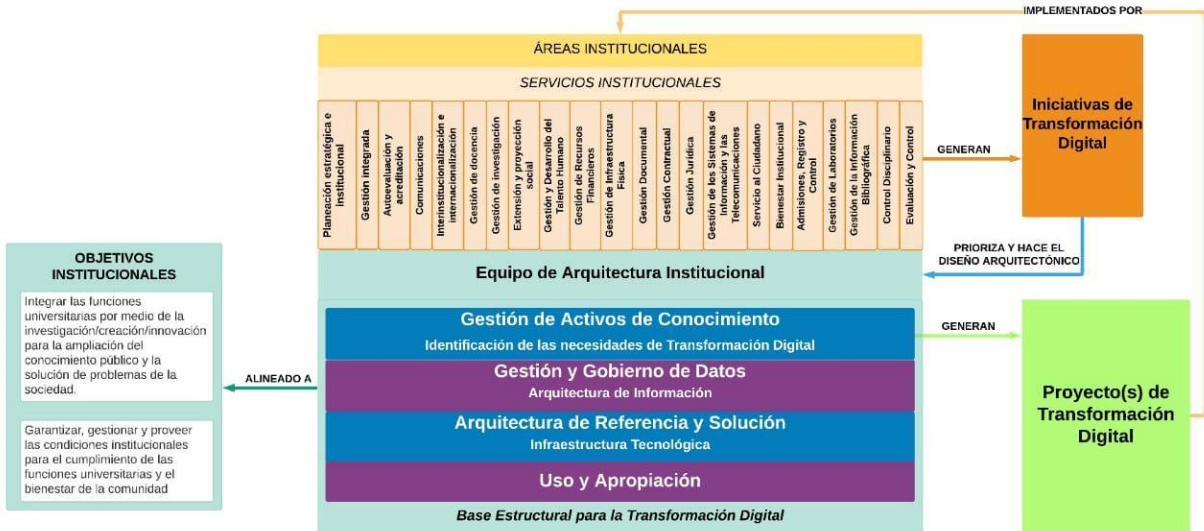 IMPLEMENTADOS POR
ÁREAS INSTITUCIONALES
SERVICIOS INSTITUCIONALES
Planeación estratégica e
Institucional
Gestión integrada
Autoevaluación y
acreditación
Comunicaciones
Interinstitucionalización e
internacionalización
Gestión de docencia
Gestión de investigación
Extensión y proyección
social
Gestión y Desarrollo del
Talento Humano
Gestión de Recursos
Financieros
Gestión de Infraestructura
Física
Gestión Documental
Gestión Contractual
Gestión Jurídica
Gestión de los Sistemas de
Información y las
Telecomunicaciones
Servicio al Ciudadano
Bienestar Institucional
Admisiones, Registro y
Control
Gestión de Laboratorios
Gestión de la Información
Bibliográfica
Control Disciplinario
Evaluación y Control
GENERAN
Iniciativas de
Transformación
Digital
PRIORIZA Y HACE EL
DISEÑO ARQUITECTÓNICO
Equipo de Arquitectura Institucional
OBJETIVOS
INSTITUCIONALES
Integrar las funciones
universitarias por medio de la
investigación/creación/innovación
para la ampliación del
conocimiento público y la
solución de problemas de la
sociedad.
Garantizar, gestionar y proveer
las condiciones institucionales
para el cumplimiento de las
funciones universitarias y el
bienestar de la comunidad
ALINEADO A
Gestión de Activos de Conocimiento
Identificación de las necesidades de Transformación Digital
Gestión y Gobierno de Datos
Arquitectura de Información
Arquitectura de Referencia y Solución
Infraestructura Tecnológica
Uso y Apropiación
Base Estructural para la Transformación Digital
GENERAN
Proyecto(s) de
Transformación
Digital